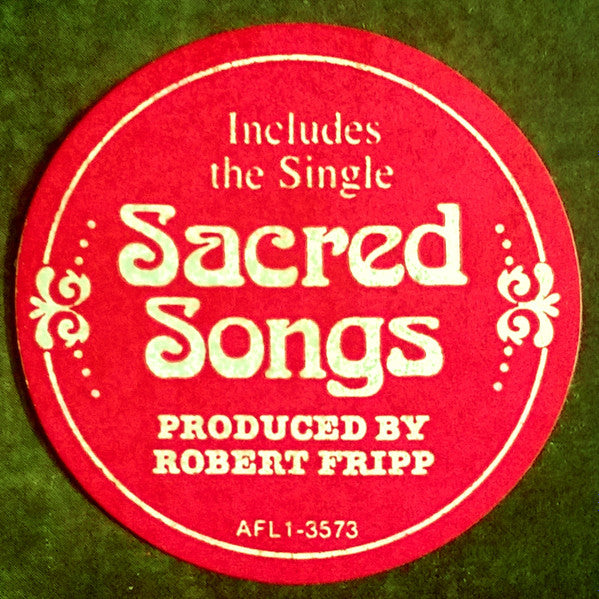 Includes
the Single
Sacred
Songs
PRODUCED BY
ROBERT FRIPP
AFL1-3573